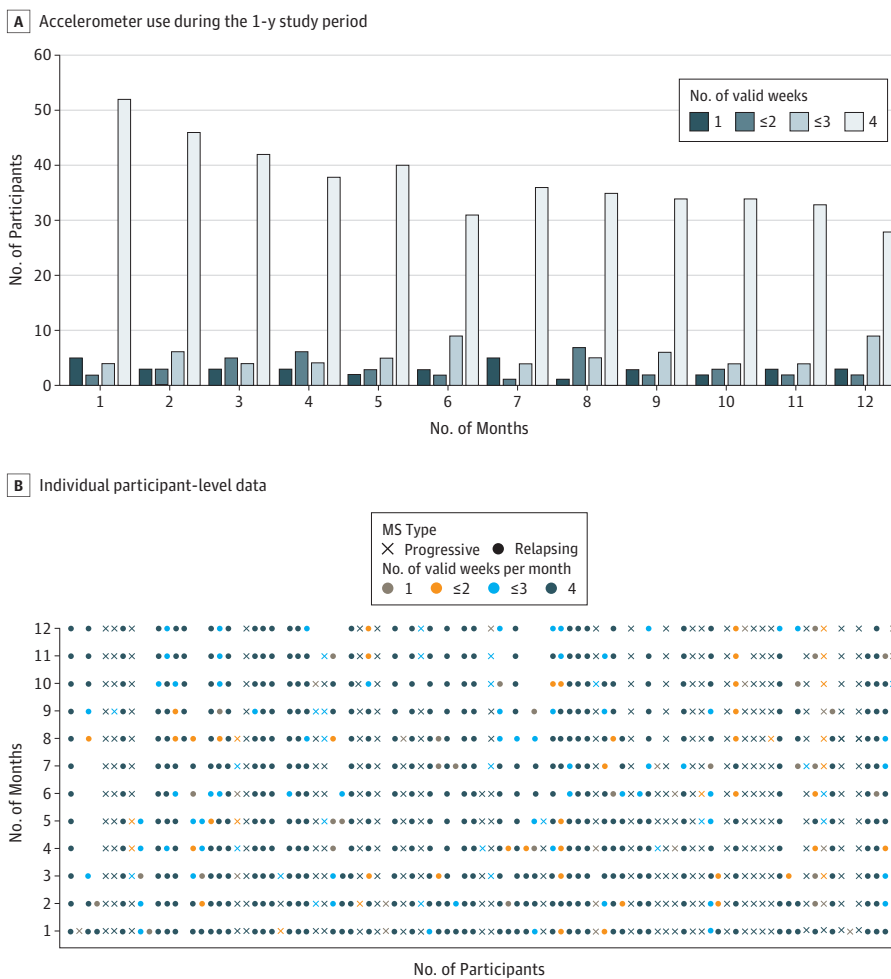 A Accelerometer use during the 1-y study period
60
50
40
30
20
10
0
No. of Participants
No. of valid weeks
1 ≤2 ≤3 4
1 2 3 4 5 6 7 8 9 10 11 12
No. of Months
B Individual participant-level data
MS Type
Progressive Relapsing
No. of valid weeks per month
1 ≤2 ≤3 4
12
11
10
9
8
7
6
5
4
3
2
1
No. of Months
No. of Participants